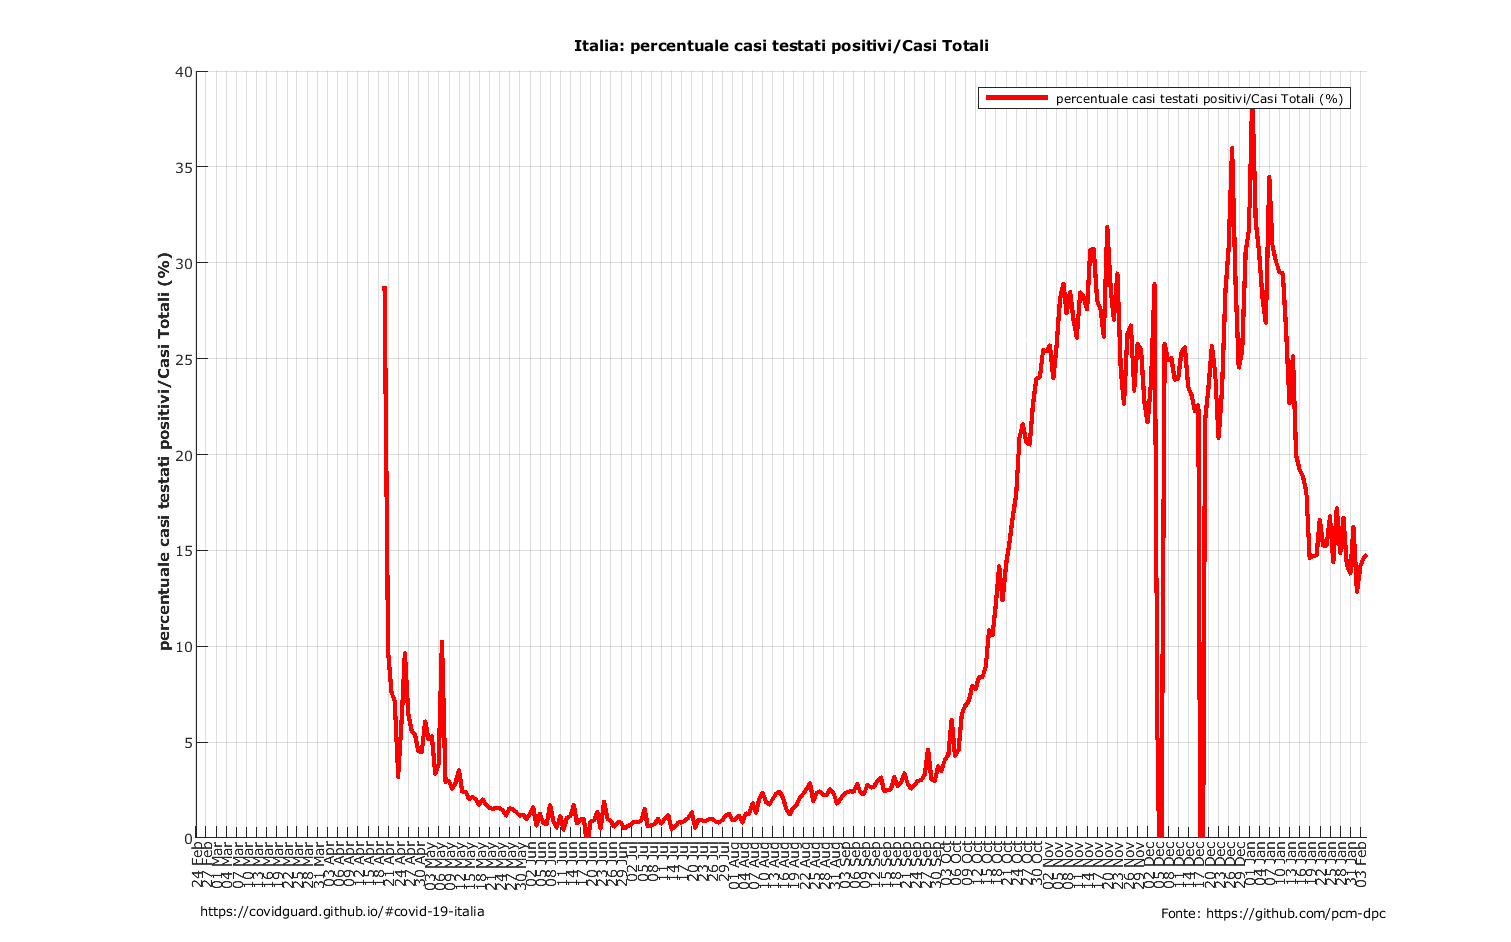 Italia: percentuale casi testati positivi/Casi Totali
percentuale casi testati positivi/Casi Totali (%)
percentuale casi testati positivi/Casi Totali (%)
40
35
30
25
20
15
10
5
0
24 Feb
27 Feb
01 Mar
04 Mar
07 Mar
10 Mar
13 Mar
16 Mar
19 Mar
22 Mar
25 Mar
28 Mar
31 Mar
03 Apr
06 Apr
09 Apr
12 Apr
15 Apr
18 Apr
21 Apr
24 Apr
27 Apr
30 Apr
03 May
06 May
09 May
12 May
15 May
18 May
21 May
24 May
27 May
30 May
02 Jun
05 Jun
08 Jun
11 Jun
14 Jun
17 Jun
20 Jun
23 Jun
26 Jun
29 Jun
02 Jul
05 Jul
08 Jul
11 Jul
14 Jul
17 Jul
20 Jul
23 Jul
26 Jul
29 Jul
01 Aug
04 Aug
07 Aug
10 Aug
13 Aug
16 Aug
19 Aug
22 Aug
25 Aug
28 Aug
31 Aug
03 Sep
06 Sep
09 Sep
12 Sep
15 Sep
18 Sep
21 Sep
24 Sep
27 Sep
30 Sep
03 Oct
06 Oct
09 Oct
12 Oct
15 Oct
18 Oct
21 Oct
24 Oct
27 Oct
30 Oct
02 Nov
05 Nov
08 Nov
11 Nov
14 Nov
17 Nov
20 Nov
23 Nov
26 Nov
29 Nov
02 Dec
05 Dec
08 Dec
11 Dec
14 Dec
17 Dec
20 Dec
23 Dec
26 Dec
29 Dec
01 Jan
04 Jan
07 Jan
10 Jan
13 Jan
16 Jan
19 Jan
22 Jan
25 Jan
28 Jan
31 Jan
03 Feb
https://covidguard.github.io/#covid-19-italia
Fonte: https://github.com/pcm-dpc